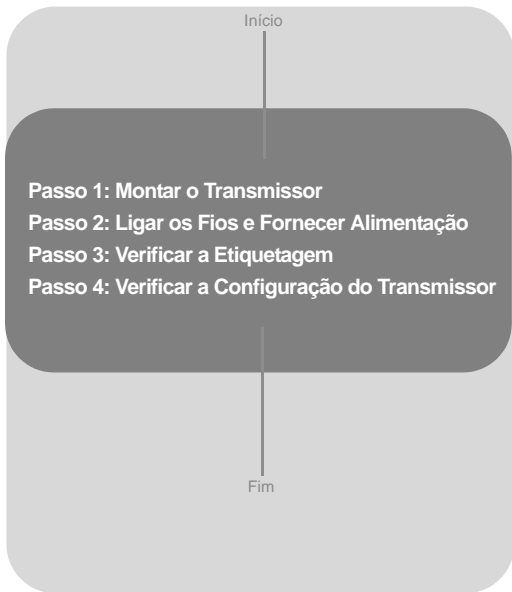 Início
Passo 1: Montar o Transmissor
Passo 2: Ligar os Fios e Fornecer Alimentação
Passo 3: Verificar a Etiquetagem
Passo 4: Verificar a Configuração do Transmissor
Fim